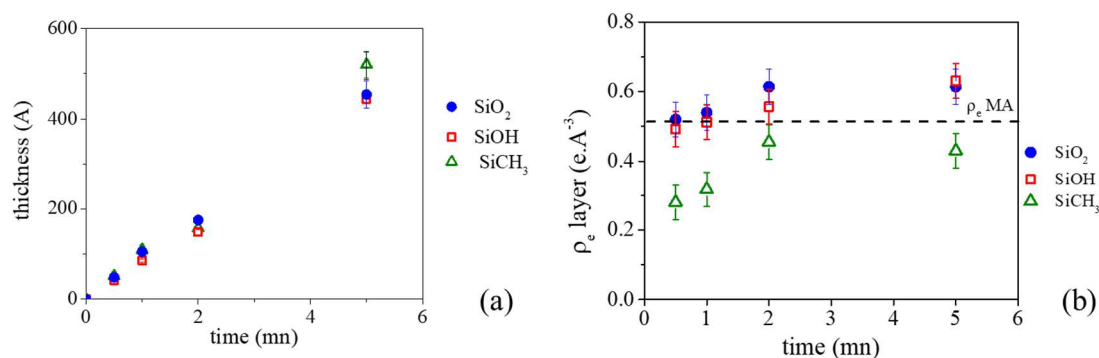 600
400
200
0
0 2 4 6
thickness (A)
time (mn)
SiO₂
SiOH
SiCH₃
(a)
0.8
0.6
0.4
0.2
0.0
0 1 2 3 4 5 6
ρₑ layer (e.A⁻³)
time (mn)
ρₑ MA
SiO₂
SiOH
SiCH₃
(b)